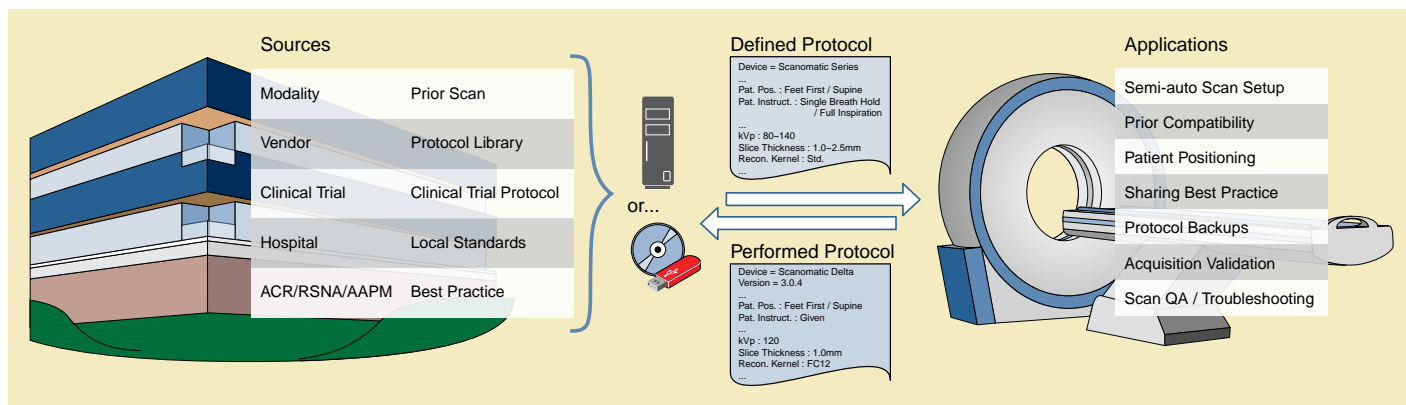 Sources
Modality Prior Scan
Vendor Protocol Library
Clinical Trial Clinical Trial Protocol
Hospital Local Standards
ACR/RSNA/AAPM Best Practice
or...
Defined Protocol
Device = Scanomatic Series
...
Pat. Pos. : Feet First / Supine
Pat. Instruct. : Single Breath Hold
/ Full Inspiration
...
kVp : 80~140
Slice Thickness : 1.0~2.5mm
Recon. Kernel : Std.
...
Performed Protocol
Device = Scanomatic Delta
Version = 3.0.4
...
Pat. Pos. : Feet First / Supine
Pat. Instruct. : Given
...
kVp : 120
Slice Thickness : 1.0mm
Recon. Kernel : FC12
...
Applications
Semi-auto Scan Setup
Prior Compatibility
Patient Positioning
Sharing Best Practice
Protocol Backups
Acquisition Validation
Scan QA / Troubleshooting